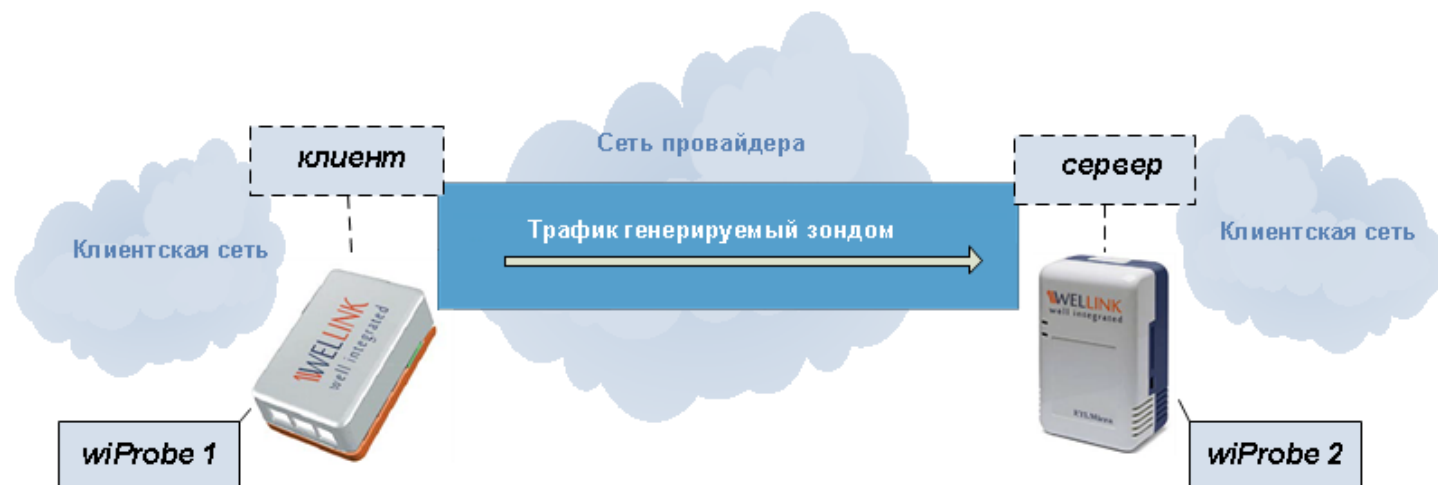 Сеть провайдера
клиент
сервер
Клиентская сеть
Трафик генерируемый зондом
Клиентская сеть
WELLINK
well integrated
WELLINK
well integrated
wiProbe 1
wiProbe 2